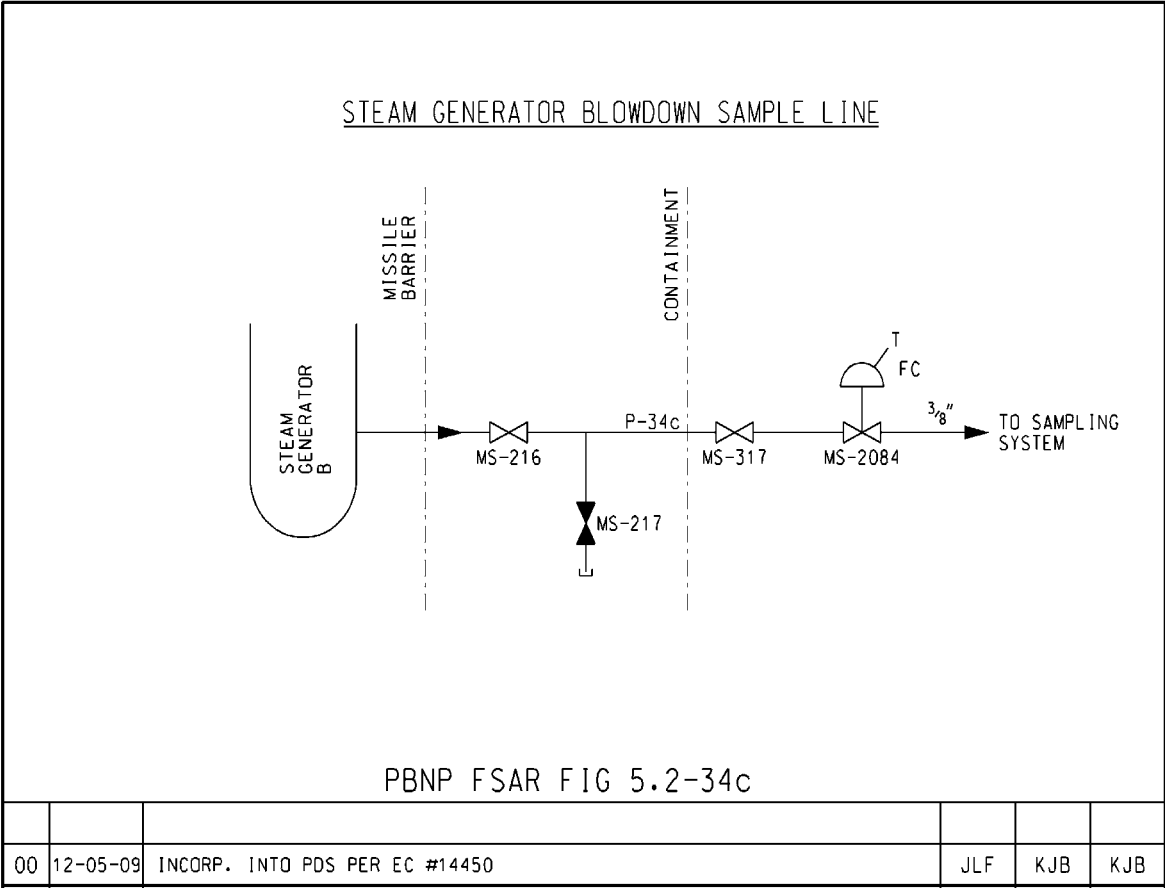 STEAM GENERATOR BLOWDOWN SAMPLE LINE
MISSILE
BARRIER
CONTAINMENT
STEAM
GENERATOR
B
T
FC
P-34c
3/8"
TO SAMPLING
SYSTEM
MS-216
MS-317
MS-2084
MS-217
PBNP FSAR FIG 5.2-34c
00 12-05-09 INCORP. INTO PDS PER EC #14450 JLF KJB KJB